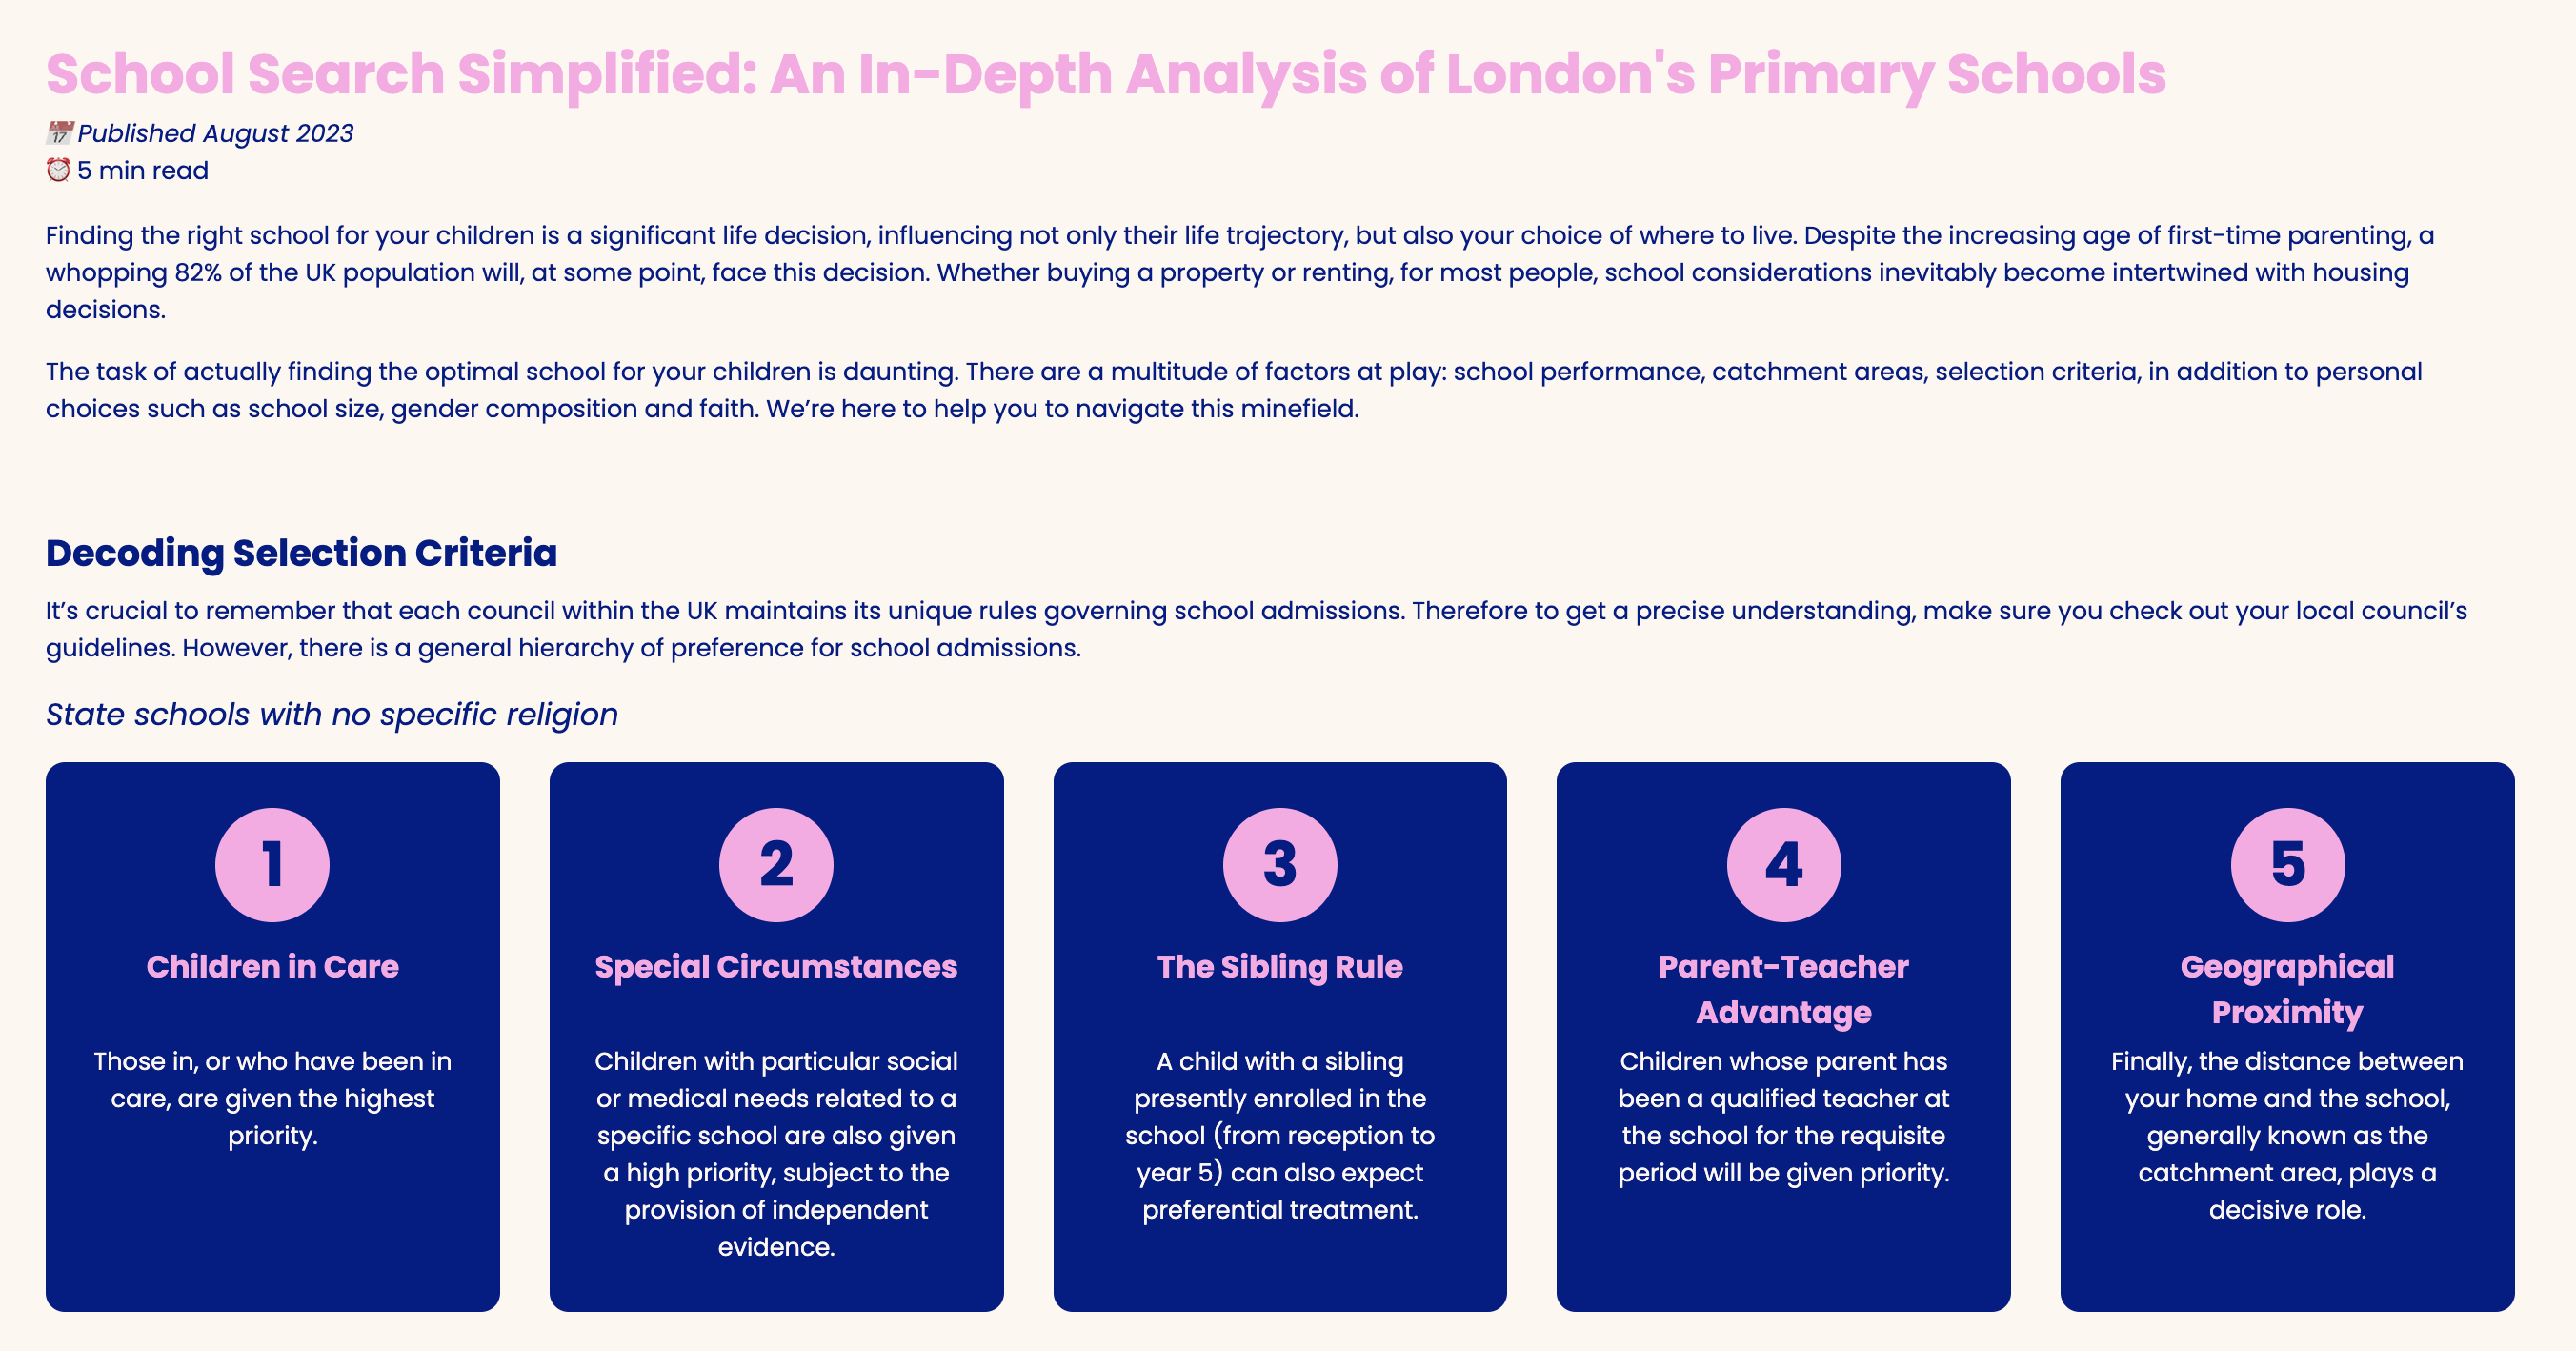 School Search Simplified: An In-Depth Analysis of London's Primary Schools
📅 Published August 2023
⏰ 5 min read
Finding the right school for your children is a significant life decision, influencing not only their life trajectory, but also your choice of where to live. Despite the increasing age of first-time parenting, a
whopping 82% of the UK population will, at some point, face this decision. Whether buying a property or renting, for most people, school considerations inevitably become intertwined with housing
decisions.
The task of actually finding the optimal school for your children is daunting. There are a multitude of factors at play: school performance, catchment areas, selection criteria, in addition to personal
choices such as school size, gender composition and faith. We’re here to help you to navigate this minefield.
Decoding Selection Criteria
It’s crucial to remember that each council within the UK maintains its unique rules governing school admissions. Therefore to get a precise understanding, make sure you check out your local council’s
guidelines. However, there is a general hierarchy of preference for school admissions.
State schools with no specific religion
1
Children in Care
Those in, or who have been in
care, are given the highest
priority.
2
Special Circumstances
Children with particular social
or medical needs related to a
specific school are also given
a high priority, subject to the
provision of independent
evidence.
3
The Sibling Rule
A child with a sibling
presently enrolled in the
school (from reception to
year 5) can also expect
preferential treatment.
4
Parent-Teacher
Advantage
Children whose parent has
been a qualified teacher at
the school for the requisite
period will be given priority.
5
Geographical
Proximity
Finally, the distance between
your home and the school,
generally known as the
catchment area, plays a
decisive role.